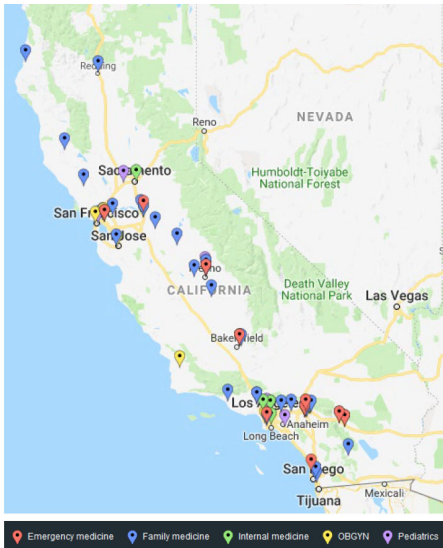 Redding
Reno
NEVADA
Sacramento
Humboldt-Toiyabe
National Forest
San Francisco
San Jose
Death Valley
National Park
CALIFORNIA
Las Vegas
Bakersfield
Los
Anaheim
Long Beach
San Diego
Mexicali
Tijuana
Emergency medicine Family medicine Internal medicine OBGYN Pediatrics